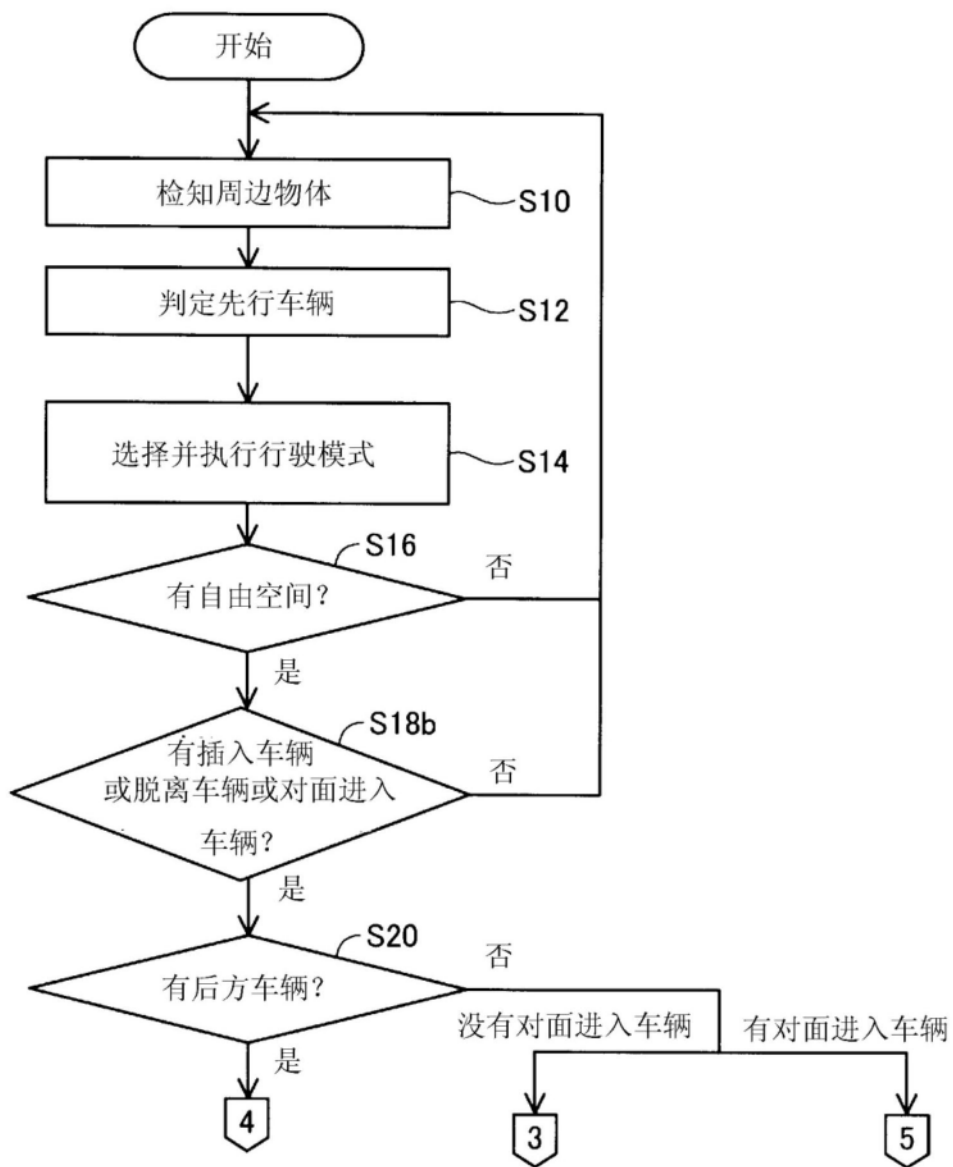 开始
检知周边物体
S10
判定先行车辆
S12
选择并执行行驶模式
S14
S16
有自由空间?
否
是
S18b
有插入车辆
或脱离车辆或对面进入
车辆?
否
是
S20
有后方车辆?
否
没有对面进入车辆
有对面进入车辆
是
4
3
5